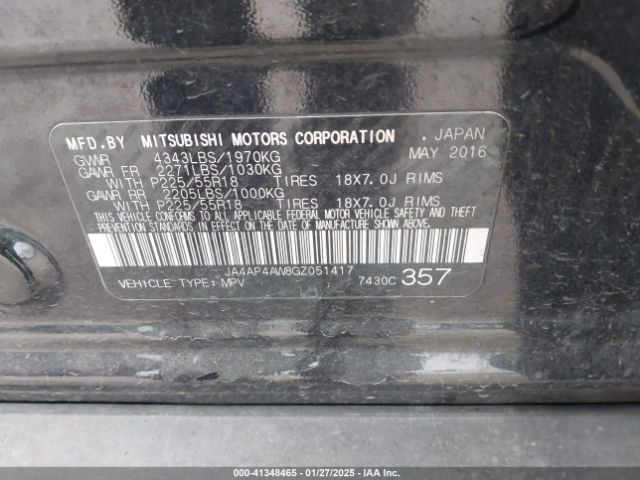 MFD.BY MITSUBISHI MOTORS CORPORATION . JAPAN
GVWR 4343LBS/1970KG MAY 2016
GAWR FR 2271LBS/1030KG
WITH P225/55R18 TIRES 18X7.0J RIMS
GAWR RR 2205LBS/1000KG
WITH P225/55R18 TIRES 18X7.0J RIMS
THIS VEHICLE CONFORMS TO ALL APPLICABLE FEDERAL MOTOR VEHICLE SAFETY AND THEFT
PREVENTION STANDARDS IN EFFECT ON THE DATE OF MANUFACTURE SHOWN ABOVE.
JA4AP4AW8GZ051417
VEHICLE TYPE: MPV 7430C 357
000-41348465 - 01/27/2025 - IAAI.COM